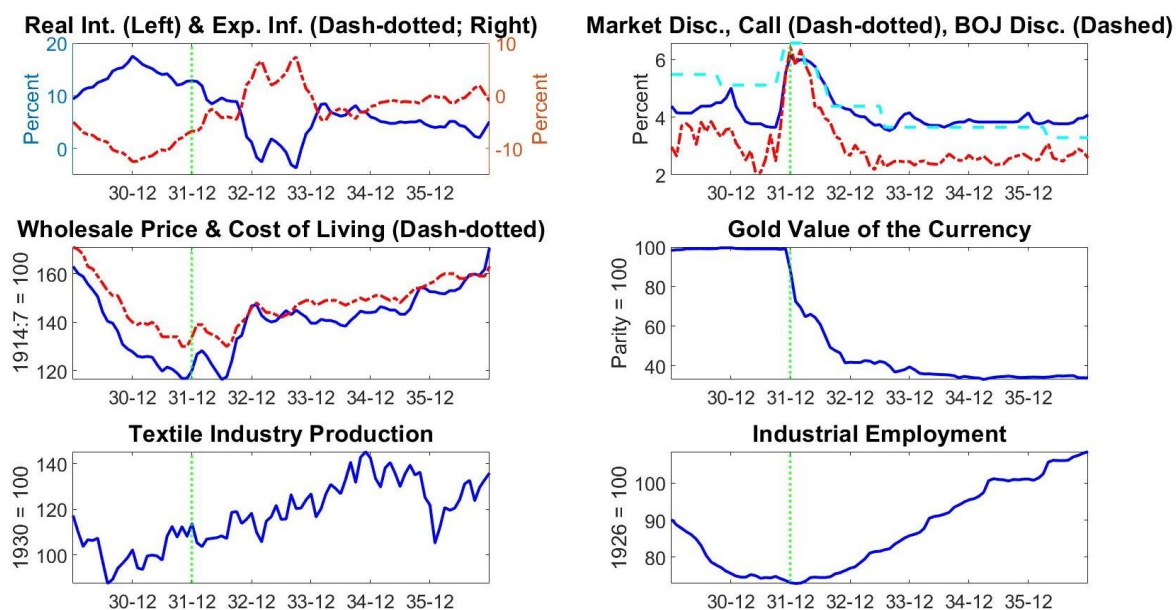 Real Int. (Left) & Exp. Inf. (Dash-dotted; Right)
20
10
0
Percent
10
0
-10
Percent
30-12 31-12 32-12 33-12 34-12 35-12
Market Disc., Call (Dash-dotted), BOJ Disc. (Dashed)
6
4
2
Percent
30-12 31-12 32-12 33-12 34-12 35-12
Wholesale Price & Cost of Living (Dash-dotted)
160
140
120
1914:7 = 100
30-12 31-12 32-12 33-12 34-12 35-12
Gold Value of the Currency
100
80
60
40
Parity = 100
30-12 31-12 32-12 33-12 34-12 35-12
Textile Industry Production
140
120
100
1930 = 100
30-12 31-12 32-12 33-12 34-12 35-12
Industrial Employment
100
90
80
1926 = 100
30-12 31-12 32-12 33-12 34-12 35-12